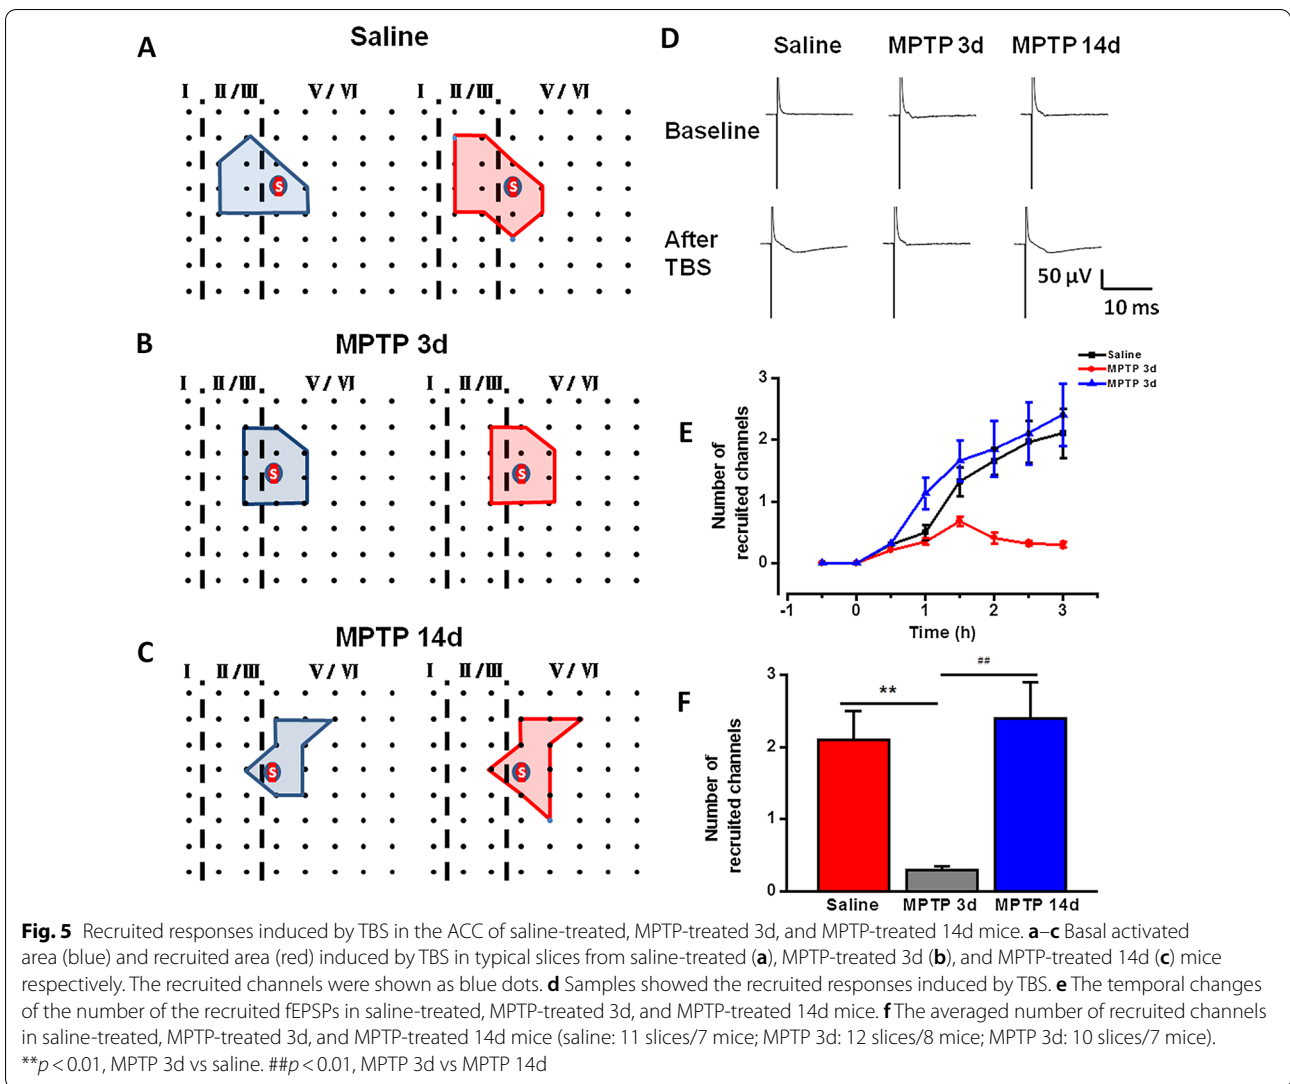 A
Saline
I II/III V/VI I II/III V/VI
S S
B
MPTP 3d
I II/III V/VI I II/III V/VI
S S
C
MPTP 14d
I II/III V/VI I II/III V/VI
S S
D
Saline MPTP 3d MPTP 14d
Baseline
After
TBS
50 µV
10 ms
E
Saline
MPTP 3d
MPTP 3d
Number of
recruited channels
3
2
1
0
-1 0 1 2 3
Time (h)
F
**
##
Number of
recruited channels
3
2
1
0
Saline MPTP 3d MPTP 14d
Fig. 5 Recruited responses induced by TBS in the ACC of saline-treated, MPTP-treated 3d, and MPTP-treated 14d mice. a–c Basal activated
area (blue) and recruited area (red) induced by TBS in typical slices from saline-treated (a), MPTP-treated 3d (b), and MPTP-treated 14d (c) mice
respectively. The recruited channels were shown as blue dots. d Samples showed the recruited responses induced by TBS. e The temporal changes
of the number of the recruited fEPSPs in saline-treated, MPTP-treated 3d, and MPTP-treated 14d mice. f The averaged number of recruited channels
in saline-treated, MPTP-treated 3d, and MPTP-treated 14d mice (saline: 11 slices/7 mice; MPTP 3d: 12 slices/8 mice; MPTP 3d: 10 slices/7 mice).
**p < 0.01, MPTP 3d vs saline. ##p < 0.01, MPTP 3d vs MPTP 14d